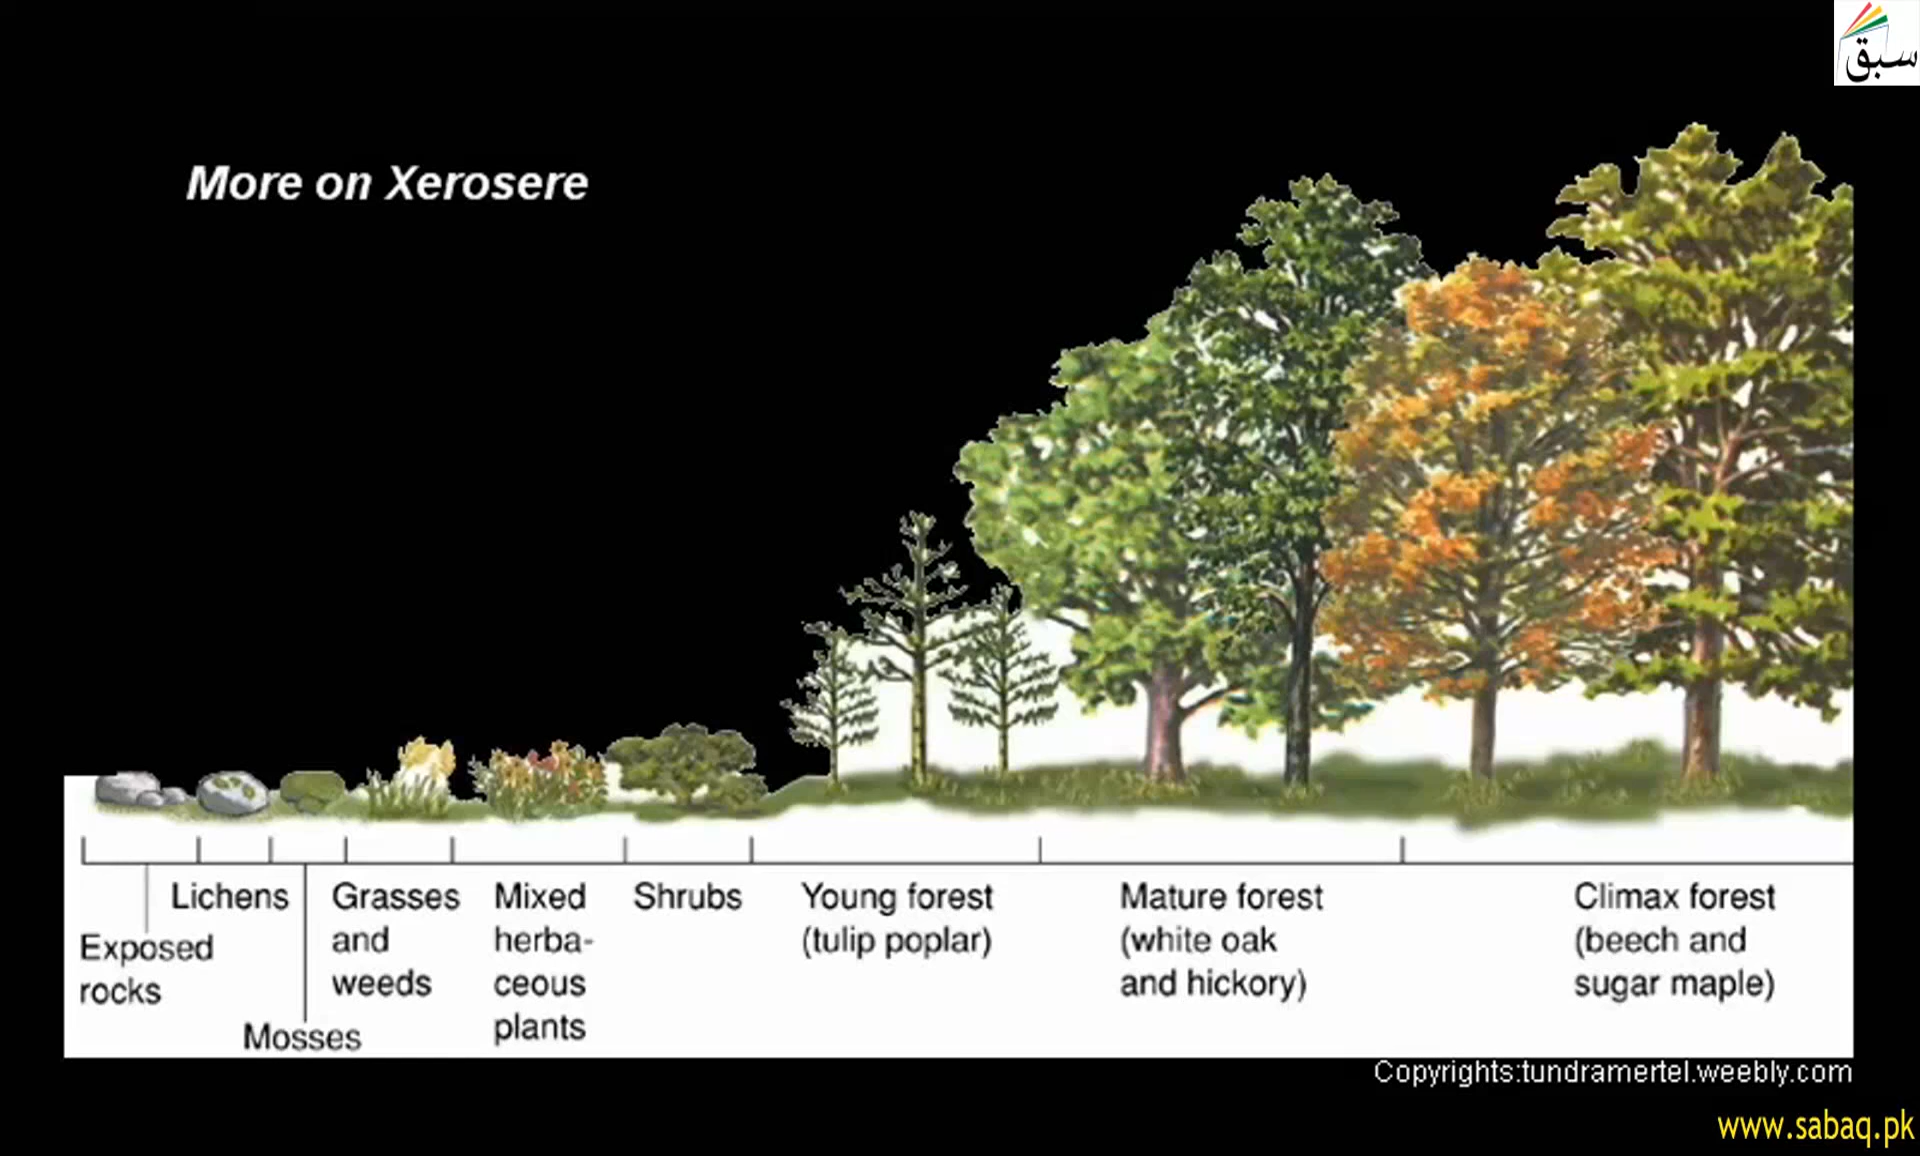 سبق
More on Xerosere
Lichens
Exposed
rocks
Mosses
Grasses
and
weeds
Mixed
herba-
ceous
plants
Shrubs
Young forest
(tulip poplar)
Mature forest
(white oak
and hickory)
Climax forest
(beech and
sugar maple)
Copyrights:tundramertel.weebly.com
www.sabaq.pk